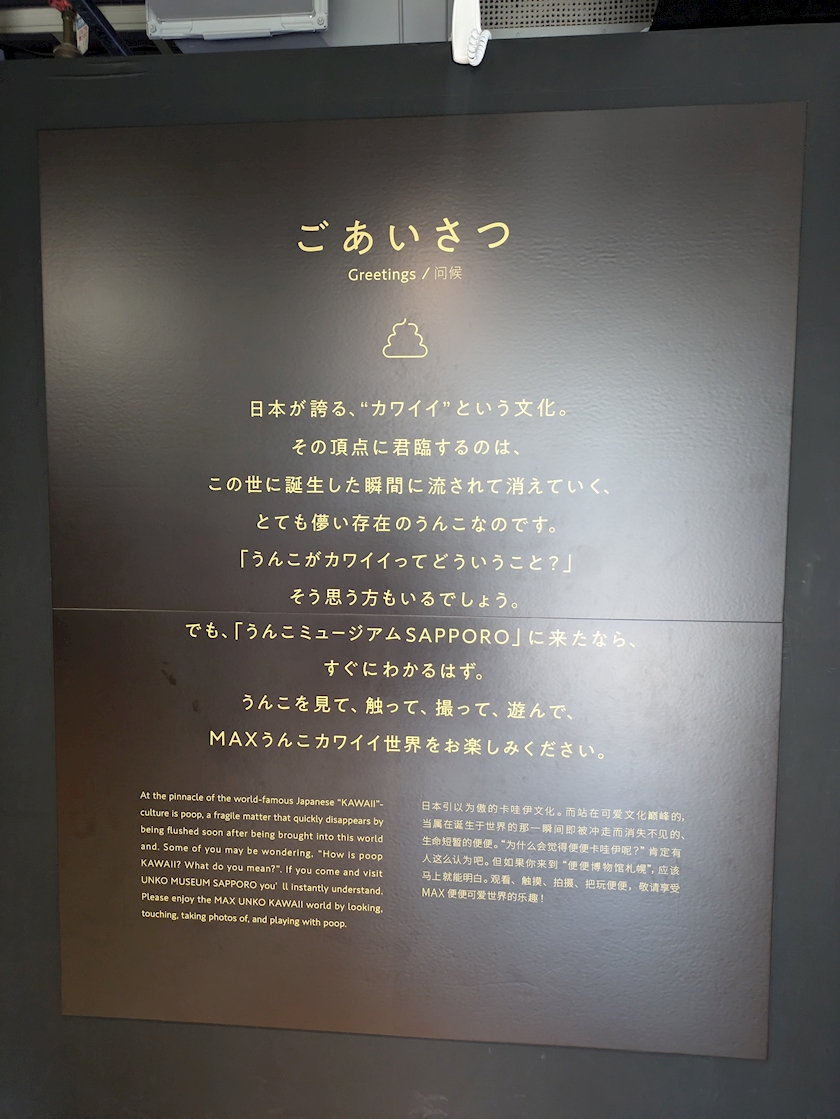 ごあいさつ
Greetings / 问候
日本が誇る、“カワイイ”という文化。
その頂点に君臨するのは、
この世に誕生した瞬間に流されて消えていく、
とても儚い存在のうんこなのです。
「うんこがカワイイってどういうこと？」
そう思う方もいるでしょう。
でも、「うんこミュージアムSAPPORO」に来たなら、
すぐにわかるはず。
うんこを見て、触って、撮って、遊んで、
MAXうんこカワイイ世界をお楽しみください。
At the pinnacle of the world-famous Japanese “KAWAII”-
culture is poop, a fragile matter that quickly disappears by
being flushed soon after being brought into this world
and. Some of you may be wondering, “How is poop
KAWAII? What do you mean?”. If you come and visit
UNKO MUSEUM SAPPORO you’ ll instantly understand.
Please enjoy the MAX UNKO KAWAII world by looking,
touching, taking photos of, and playing with poop.
日本引以为傲的卡哇伊文化。而站在可爱文化巅峰的，
当属在诞生于世界的那一瞬间即被冲走而消失不见的、
生命短暂的便便。“为什么会觉得便便卡哇伊呢？” 肯定有
人这么认为吧。但如果你来到 “便便博物馆札幌”，应该
马上就能明白。观看、触摸、拍摄、把玩便便，敬请享受
MAX 便便可爱世界的乐趣！